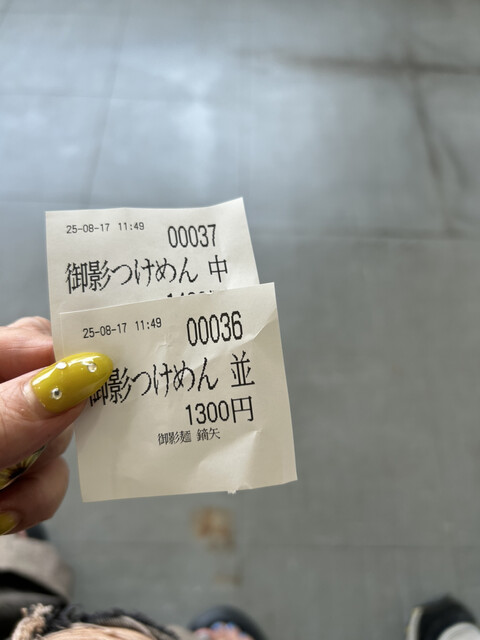 25-08-17 11:49
00037
御影つけめん 中
25-08-17 11:49
00036
御影つけめん 並
1300円
御影麺 鏑矢